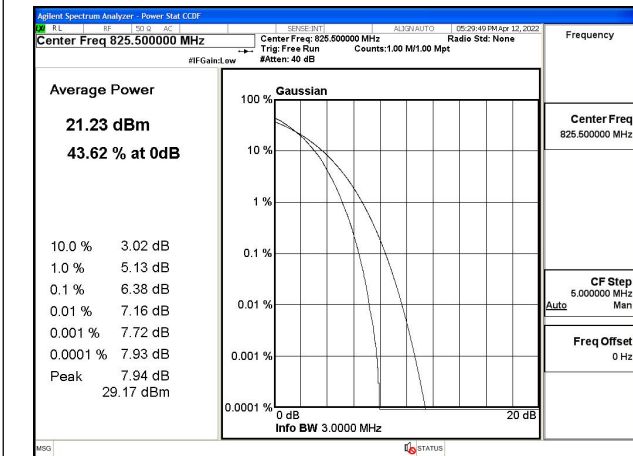 Agilent Spectrum Analyzer - Power Stat CCDF
RL RF 50 Ω AC SENSE:INT ALIGN AUTO 05:29:49 PM Apr 12, 2022
Center Freq 825.500000 MHz
Center Freq: 825.500000 MHz Radio Std: None
Trig: Free Run Counts:1.00 M/1.00 Mpt
#IFGain:Low #Atten: 40 dB
Frequency
Average Power
21.23 dBm
43.62 % at 0dB
10.0 % 3.02 dB
1.0 % 5.13 dB
0.1 % 6.38 dB
0.01 % 7.16 dB
0.001 % 7.72 dB
0.0001 % 7.93 dB
Peak 7.94 dB
29.17 dBm
Gaussian
100 %
10 %
1 %
0.1 %
0.01 %
0.001 %
0.0001 %
0 dB 20 dB
Info BW 3.0000 MHz
Center Freq
825.500000 MHz
CF Step
5.000000 MHz
Auto Man
Freq Offset
0 Hz
MSG STATUS